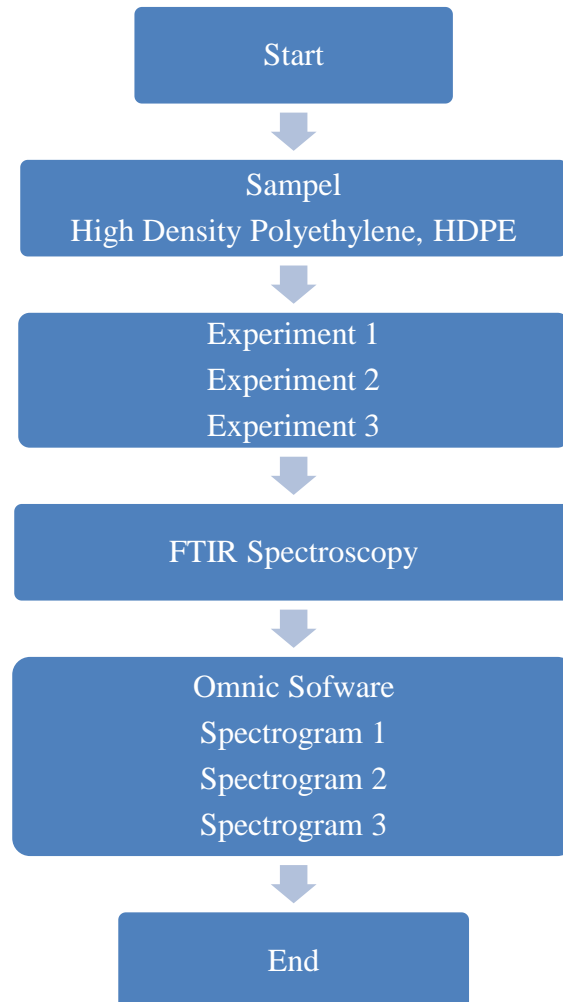 Start
Sampel
High Density Polyethylene, HDPE
Experiment 1
Experiment 2
Experiment 3
FTIR Spectroscopy
Omnic Sofware
Spectrogram 1
Spectrogram 2
Spectrogram 3
End